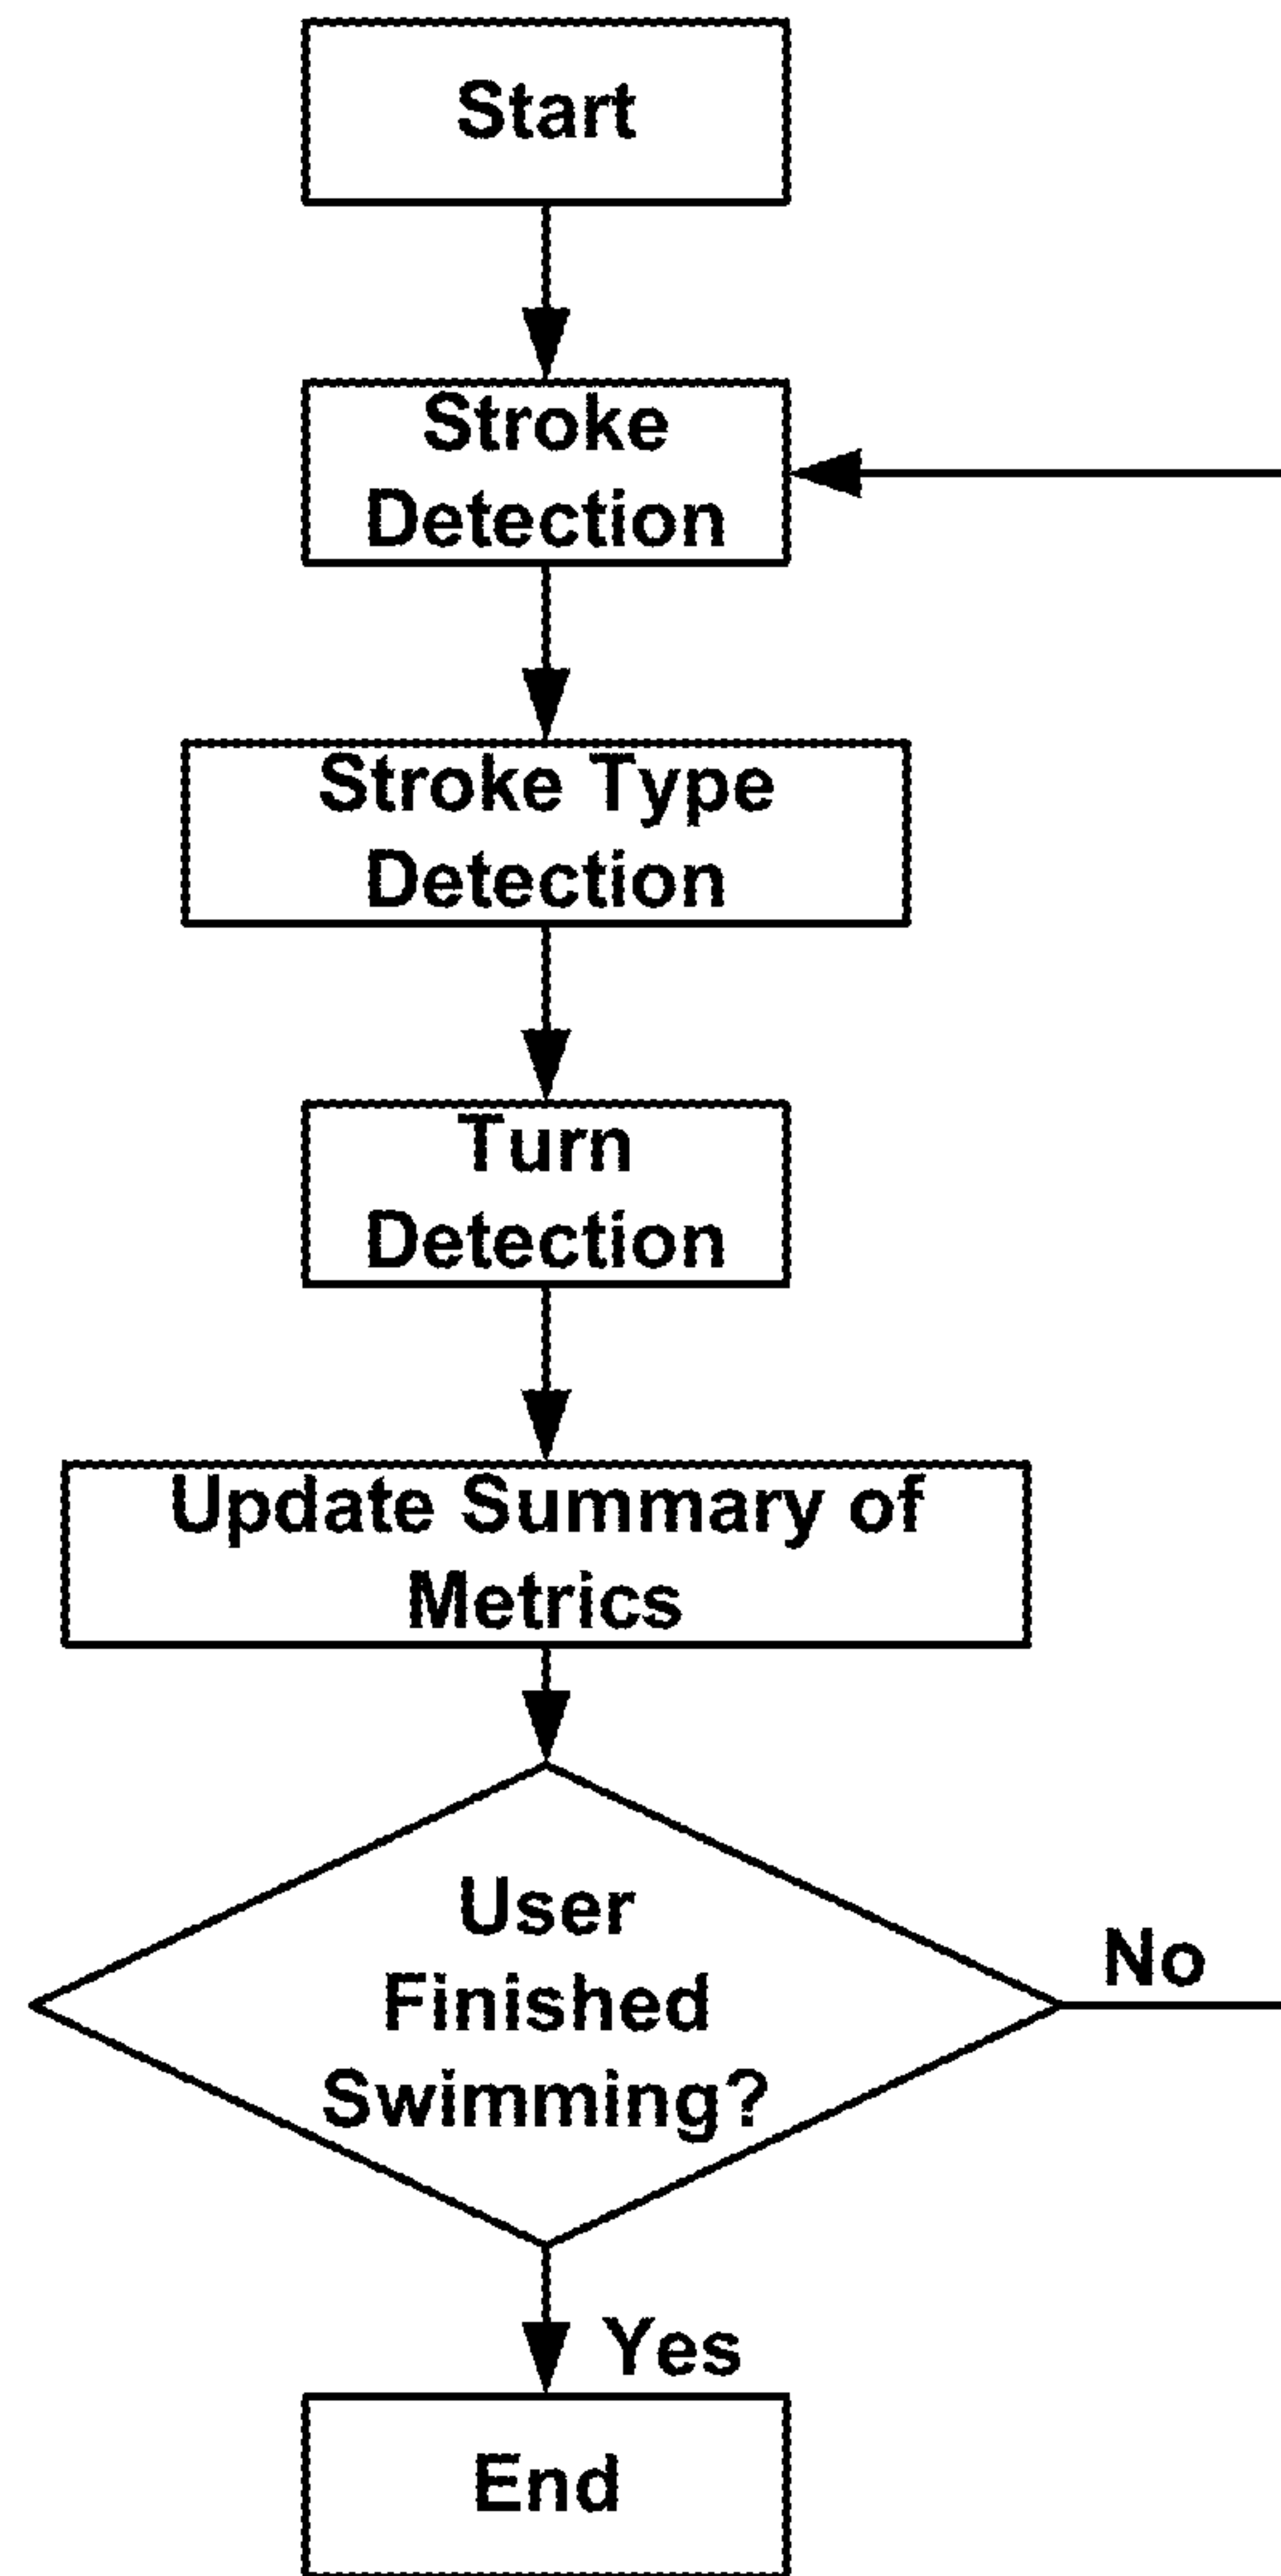 Start
Stroke
Detection
Stroke Type
Detection
Turn
Detection
Update Summary of
Metrics
User
Finished
Swimming?
No
Yes
End